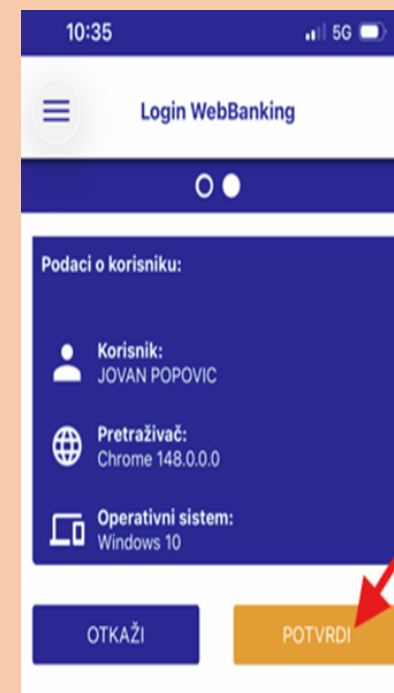 10:35 5G
Login WebBanking
Podaci o korisniku:
Korisnik:
JOVAN POPOVIC
Pretraživač:
Chrome 148.0.0.0
Operativni sistem:
Windows 10
OTKAŽI POTVRDI